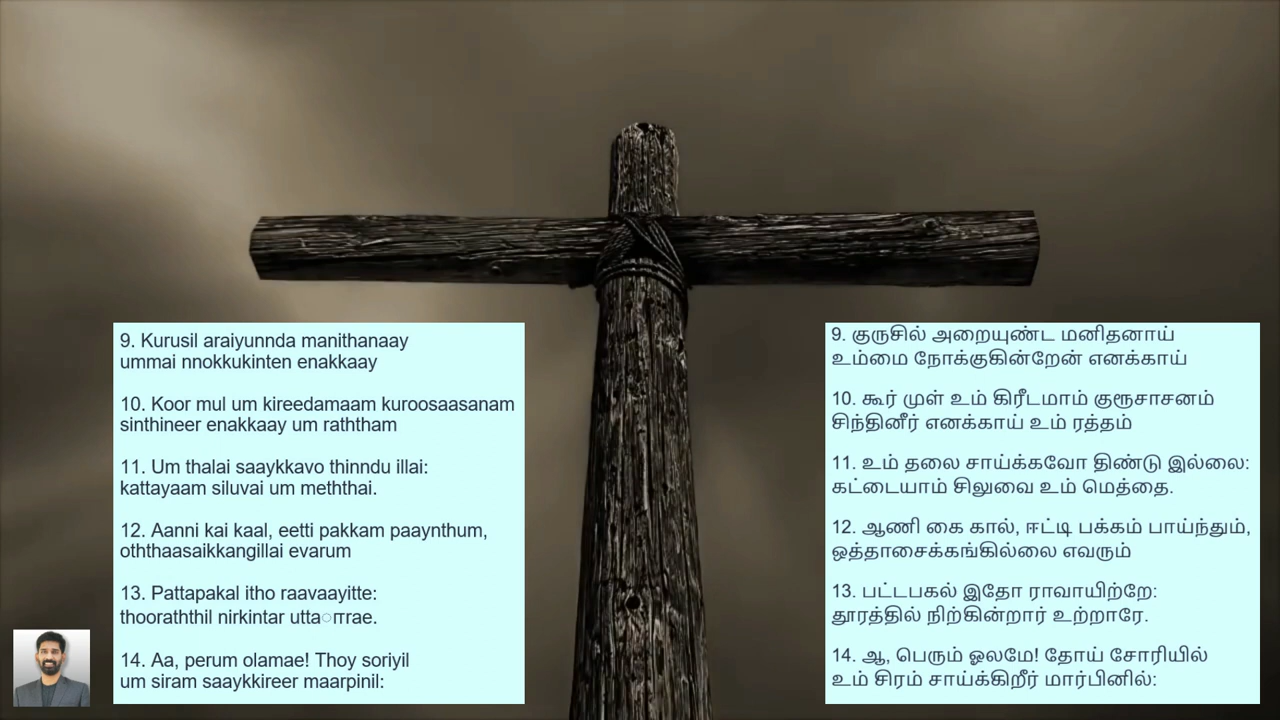 9. Kurusil araiyunnda manithanaay
ummai nnokkukinten enakkaay
10. Koor mul um kireedamaam kuroosaasanam
sinthineer enakkaay um raththam
11. Um thalai saaykkavo thinndu illai:
kattayaam siluvai um meththai.
12. Aanni kai kaal, eetti pakkam paaynthum,
oththaasaikkangillai evarum
13. Pattapakal itho raavaayitte:
thooraththil nirkintar uttaாrrae.
14. Aa, perum olamae! Thoy soriyil
um siram saaykkireer maarpinil:
9. குருசில் அறையுண்ட மனிதனாய்
உம்மை நோக்குகின்றேன் எனக்காய்
10. கூர் முள் உம் கிரீடமாம் குரூசாசனம்
சிந்தினீர் எனக்காய் உம் ரத்தம்
11. உம் தலை சாய்க்கவோ திண்டு இல்லை:
கட்டையாம் சிலுவை உம் மெத்தை.
12. ஆணி கை கால், ஈட்டி பக்கம் பாய்ந்தும்,
ஒத்தாசைக்கங்கில்லை எவரும்
13. பட்டபகல் இதோ ராவாயிற்றே:
தூரத்தில் நிற்கின்றார் உற்றாரே.
14. ஆ, பெரும் ஓலமே! தோய் சோரியில்
உம் சிரம் சாய்க்கிறீர் மார்பினில்: